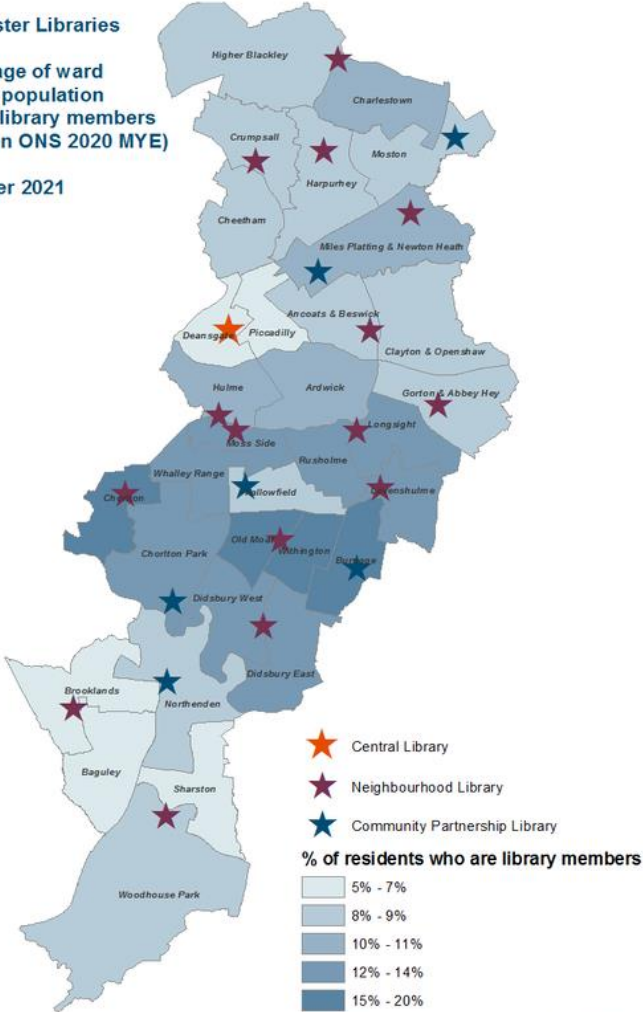 ster Libraries
ge of ward
population
library members
n ONS 2020 MYE)
er 2021
Higher Blackley
Charlestown
Crumpsall
Moston
Harpurhey
Cheetham
Miles Platting & Newton Heath
Ancoats & Beswick
Deansgate
Piccadilly
Clayton & Openshaw
Hulme
Ardwick
Gorton & Abbey Hey
Longsight
Moss Side
Rusholme
Whalley Range
Fallowfield
Levenshulme
Chorlton
Old Moat
Withington
Chorlton Park
Burnage
Didsbury West
Didsbury East
Brooklands
Northenden
Baguley
Sharston
Woodhouse Park
Central Library
Neighbourhood Library
Community Partnership Library
% of residents who are library members
5% - 7%
8% - 9%
10% - 11%
12% - 14%
15% - 20%